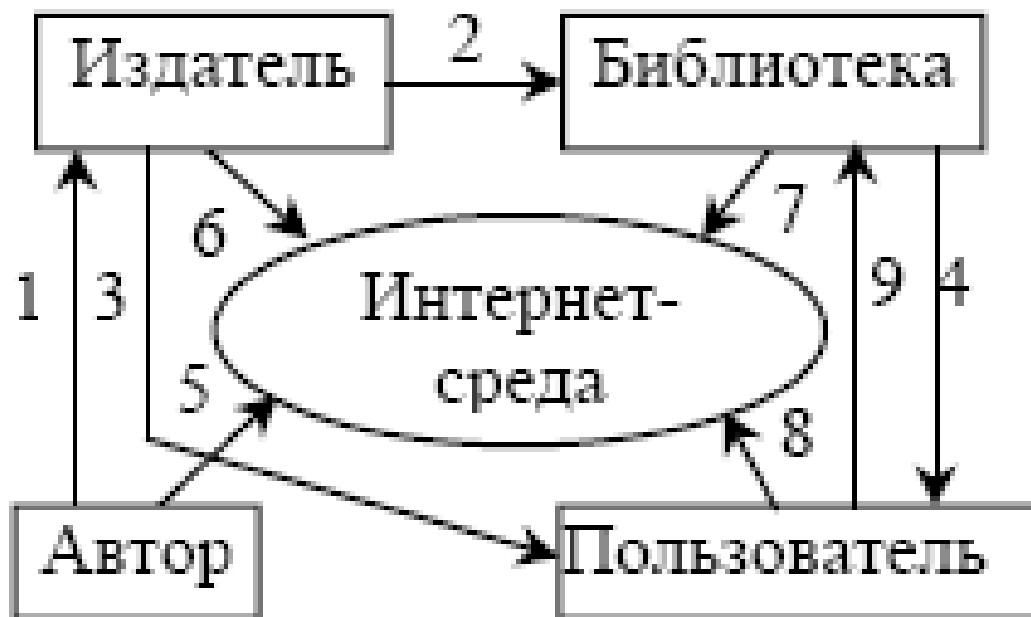 Издатель
2
Библиотека
6
7
1
3
9
4
Интернет-
среда
5
8
Автор
Пользователь